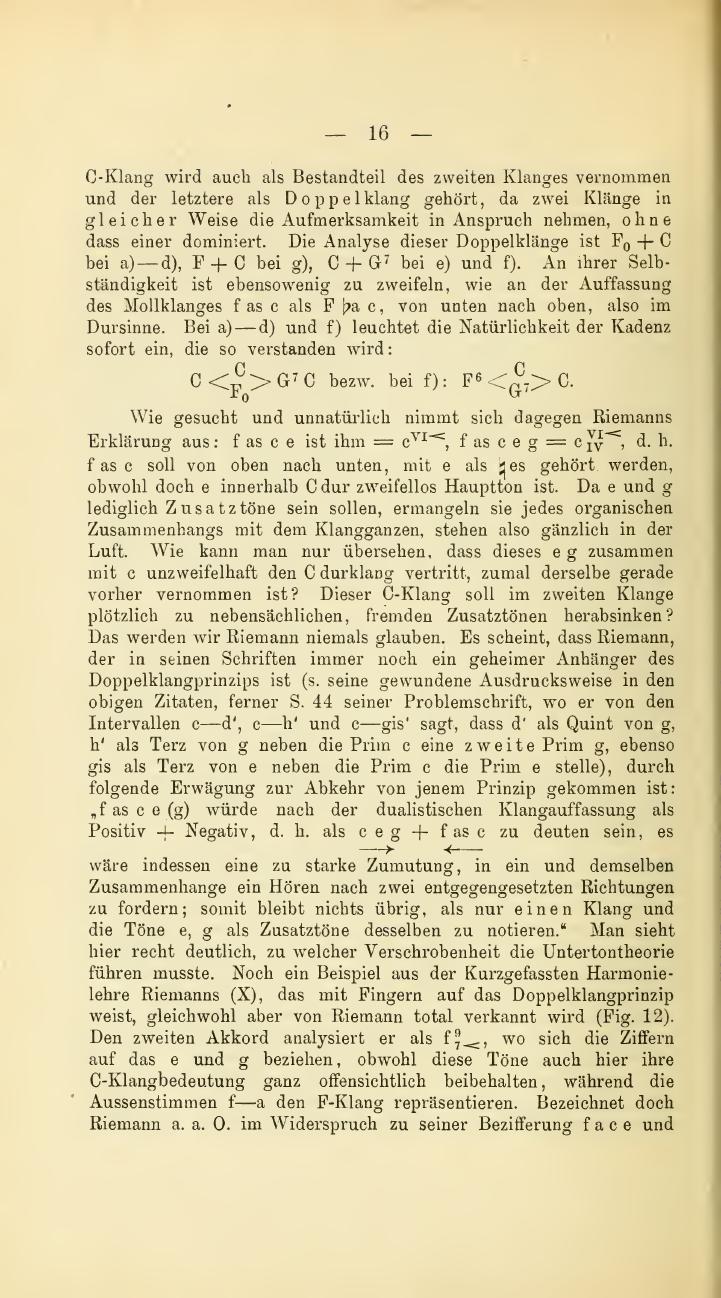 — 16 —
C-Klang wird auch als Bestandteil des zweiten Klanges vernommen
und der letztere als Doppelklang gehört, da zwei Klänge in
gleicher Weise die Aufmerksamkeit in Anspruch nehmen, ohne
dass einer dominiert. Die Analyse dieser Doppelklänge ist F₀ + C
bei a)—d), F + C bei g), C + G⁷ bei e) und f). An ihrer Selb-
ständigkeit ist ebensowenig zu zweifeln, wie an der Auffassung
des Mollklanges f as c als F ♭a c, von unten nach oben, also im
Dursinne. Bei a)—d) und f) leuchtet die Natürlichkeit der Kadenz
sofort ein, die so verstanden wird:
C < C F₀ > G⁷ C bezw. bei f): F⁶ < C G⁷ > C.
Wie gesucht und unnatürlich nimmt sich dagegen Riemanns
Erklärung aus: f as c e ist ihm = c VI<, f as c e g = c VI< IV, d. h.
f as c soll von oben nach unten, mit e als ♮es gehört werden,
obwohl doch e innerhalb C dur zweifellos Hauptton ist. Da e und g
lediglich Zusatztöne sein sollen, ermangeln sie jedes organischen
Zusammenhangs mit dem Klangganzen, stehen also gänzlich in der
Luft. Wie kann man nur übersehen, dass dieses e g zusammen
mit c unzweifelhaft den C durklang vertritt, zumal derselbe gerade
vorher vernommen ist? Dieser C-Klang soll im zweiten Klange
plötzlich zu nebensächlichen, fremden Zusatztönen herabsinken?
Das werden wir Riemann niemals glauben. Es scheint, dass Riemann,
der in seinen Schriften immer noch ein geheimer Anhänger des
Doppelklangprinzips ist (s. seine gewundene Ausdrucksweise in den
obigen Zitaten, ferner S. 44 seiner Problemschrift, wo er von den
Intervallen c—d', c—h' und c—gis' sagt, dass d' als Quint von g,
h' als Terz von g neben die Prim c eine zweite Prim g, ebenso
gis als Terz von e neben die Prim c die Prim e stelle), durch
folgende Erwägung zur Abkehr von jenem Prinzip gekommen ist:
„f as c e (g) würde nach der dualistischen Klangauffassung als
Positiv + Negativ, d. h. als c e g + f as c zu deuten sein, es
wäre indessen eine zu starke Zumutung, in ein und demselben
Zusammenhange ein Hören nach zwei entgegengesetzten Richtungen
zu fordern; somit bleibt nichts übrig, als nur einen Klang und
die Töne e, g als Zusatztöne desselben zu notieren.“ Man sieht
hier recht deutlich, zu welcher Verschrobenheit die Untertontheorie
führen musste. Noch ein Beispiel aus der Kurzgefassten Harmonie-
lehre Riemanns (X), das mit Fingern auf das Doppelklangprinzip
weist, gleichwohl aber von Riemann total verkannt wird (Fig. 12).
Den zweiten Akkord analysiert er als f 9 7<, wo sich die Ziffern
auf das e und g beziehen, obwohl diese Töne auch hier ihre
C-Klangbedeutung ganz offensichtlich beibehalten, während die
Aussenstimmen f—a den F-Klang repräsentieren. Bezeichnet doch
Riemann a. a. O. im Widerspruch zu seiner Bezifferung f a c e und